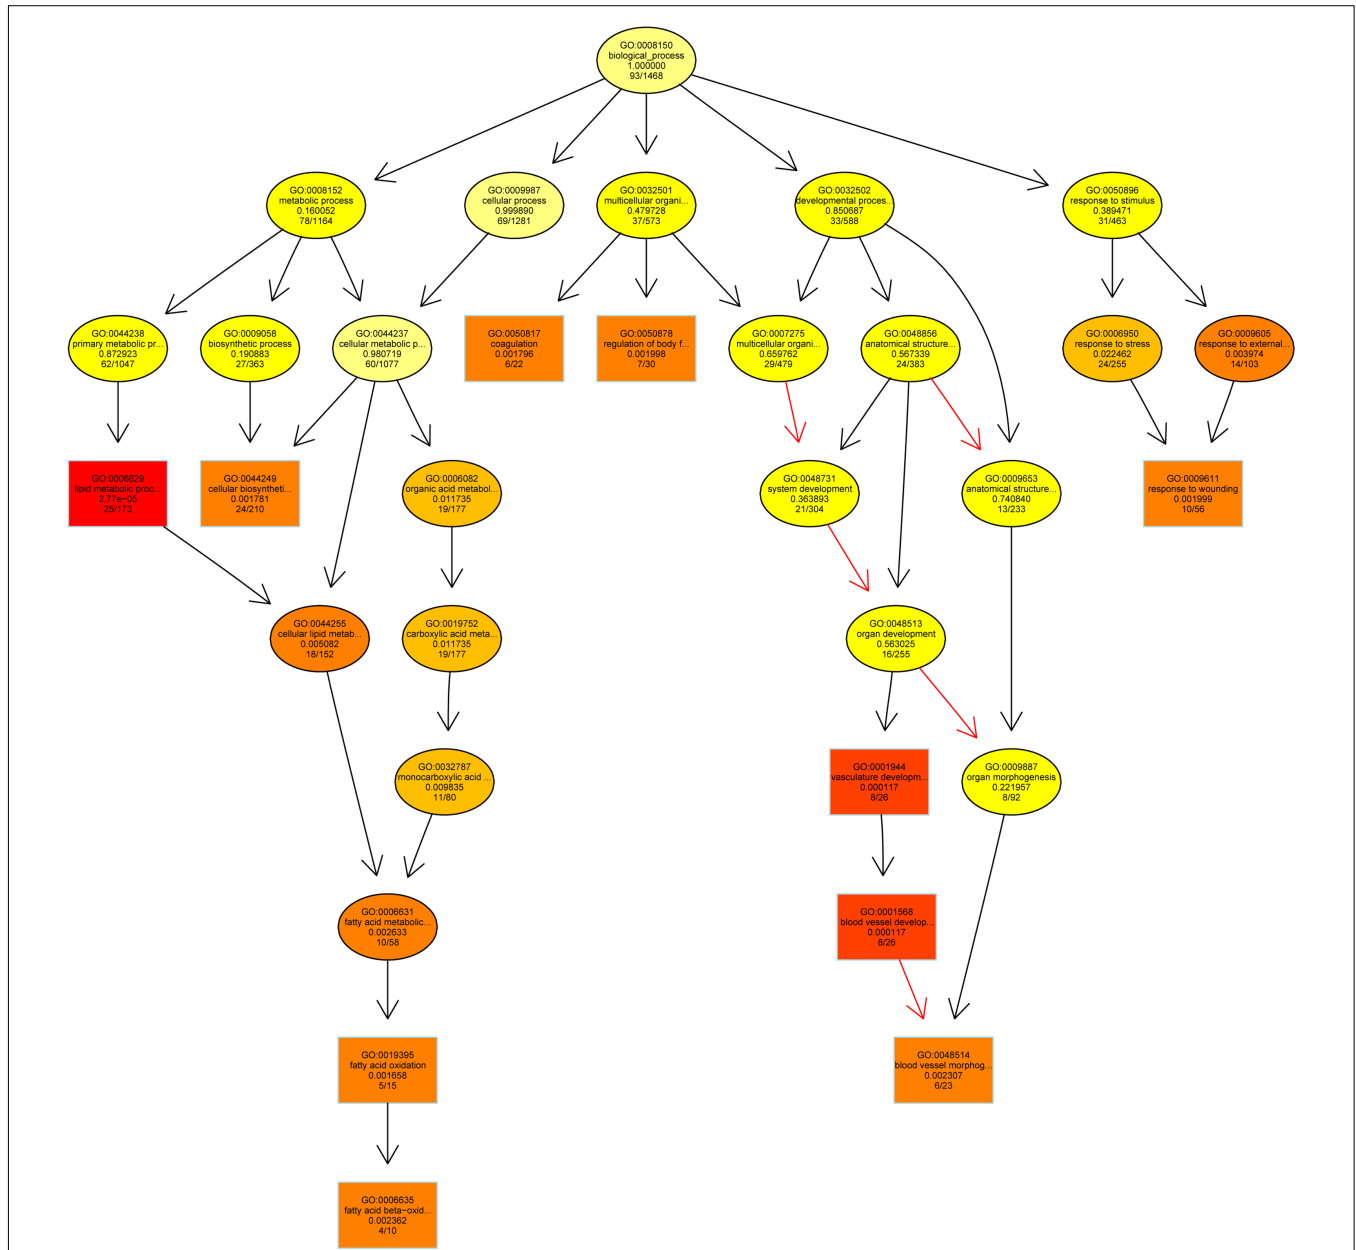 GO:0008150
biological_process
1.000000
93/1468
GO:0008152
metabolic process
0.160052
78/1164
GO:0009987
cellular process
0.999890
69/1281
GO:0032501
multicellular organi...
0.479728
37/573
GO:0032502
developmental proces...
0.850687
33/588
GO:0050896
response to stimulus
0.389471
31/463
GO:0044238
primary metabolic pr...
0.872923
62/1047
GO:0009058
biosynthetic process
0.190883
27/363
GO:0044237
cellular metabolic p...
0.980719
60/1077
GO:0050817
coagulation
0.001796
6/22
GO:0050878
regulation of body f...
0.001998
7/30
GO:0007275
multicellular organi...
0.659762
29/479
GO:0048856
anatomical structure...
0.567339
24/383
GO:0006950
response to stress
0.022462
24/255
GO:0009605
response to external...
0.003974
14/103
GO:0006629
lipid metabolic proc...
2.77e−05
25/173
GO:0044249
cellular biosyntheti...
0.001781
24/210
GO:0006082
organic acid metabol...
0.011735
19/177
GO:0048731
system development
0.363893
21/304
GO:0009653
anatomical structure...
0.740840
13/233
GO:0009611
response to wounding
0.001999
10/56
GO:0044255
cellular lipid metab...
0.005082
18/152
GO:0019752
carboxylic acid meta...
0.011735
19/177
GO:0048513
organ development
0.563025
16/255
GO:0032787
monocarboxylic acid ...
0.009835
11/80
GO:0001944
vasculature developm...
0.000117
8/26
GO:0009887
organ morphogenesis
0.221957
8/92
GO:0006631
fatty acid metabolic...
0.002633
10/58
GO:0001568
blood vessel develop...
0.000117
8/26
GO:0019395
fatty acid oxidation
0.001658
5/15
GO:0048514
blood vessel morphog...
0.002307
6/23
GO:0006635
fatty acid beta−oxid...
0.002362
4/10